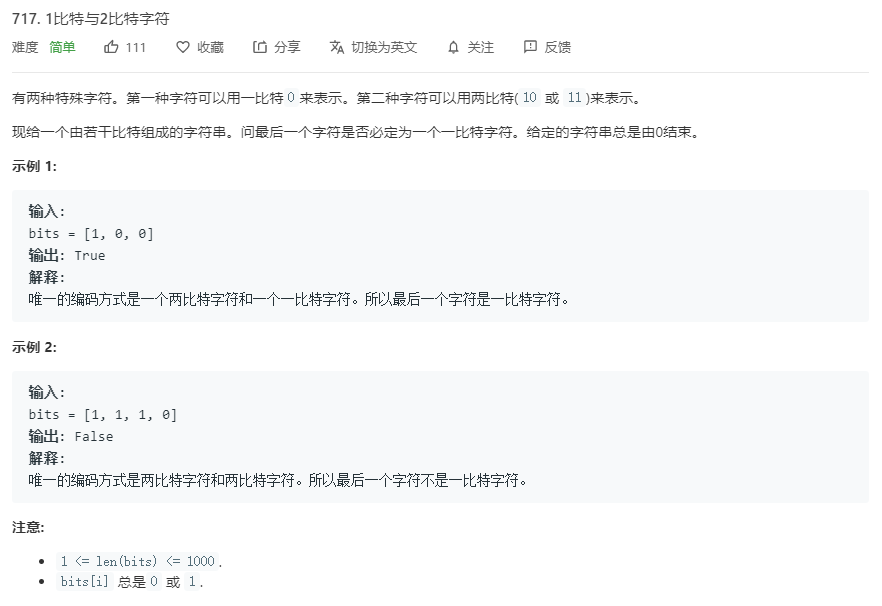 717. 1比特与2比特字符
难度 简单 111 收藏 分享 切换为英文 关注 反馈
有两种特殊字符。第一种字符可以用一比特 0 来表示。第二种字符可以用两比特( 10 或 11 )来表示。
现给一个由若干比特组成的字符串。问最后一个字符是否必定为一个一比特字符。给定的字符串总是由0结束。
示例 1:
输入:
bits = [1, 0, 0]
输出: True
解释:
唯一的编码方式是一个两比特字符和一个一比特字符。所以最后一个字符是一比特字符。
示例 2:
输入:
bits = [1, 1, 1, 0]
输出: False
解释:
唯一的编码方式是两比特字符和两比特字符。所以最后一个字符不是一比特字符。
注意:
• 1 <= len(bits) <= 1000 .
• bits[i] 总是 0 或 1 .